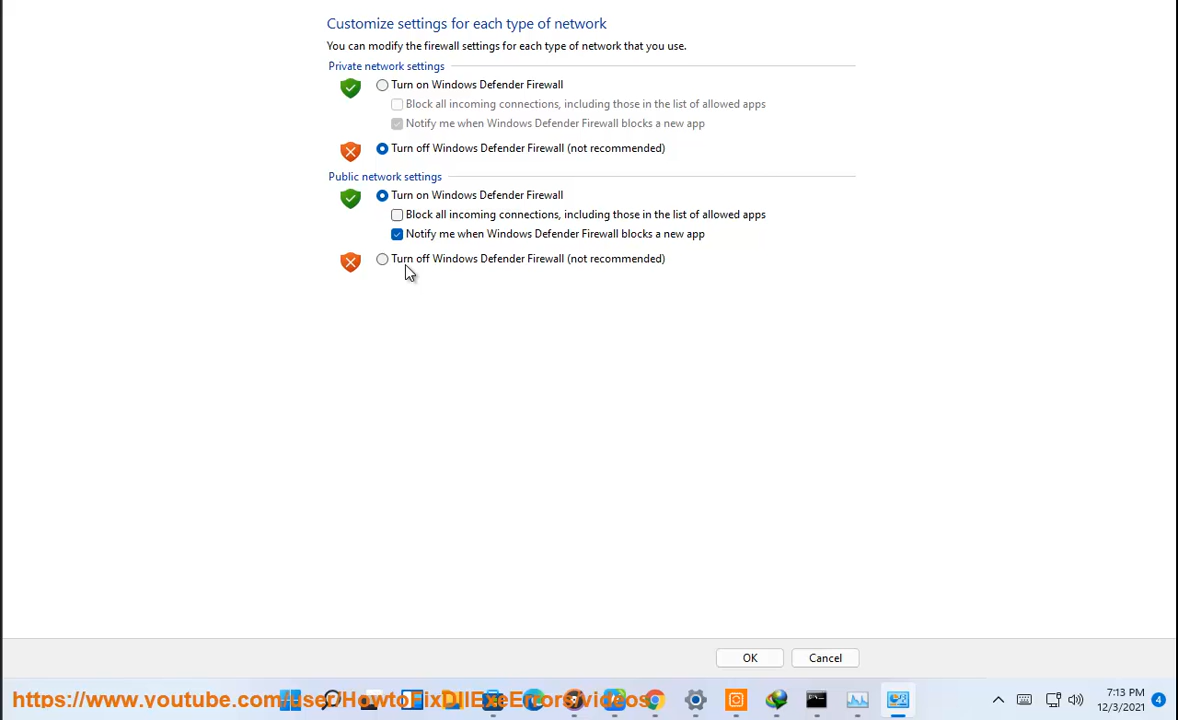 Customize settings for each type of network
You can modify the firewall settings for each type of network that you use.
Private network settings
Turn on Windows Defender Firewall
Block all incoming connections, including those in the list of allowed apps
Notify me when Windows Defender Firewall blocks a new app
Turn off Windows Defender Firewall (not recommended)
Public network settings
Turn on Windows Defender Firewall
Block all incoming connections, including those in the list of allowed apps
Notify me when Windows Defender Firewall blocks a new app
Turn off Windows Defender Firewall (not recommended)
OK Cancel
https://www.youtube.com/user/HowtoFixDllExeErrors/videos
7:13 PM
12/3/2021 4